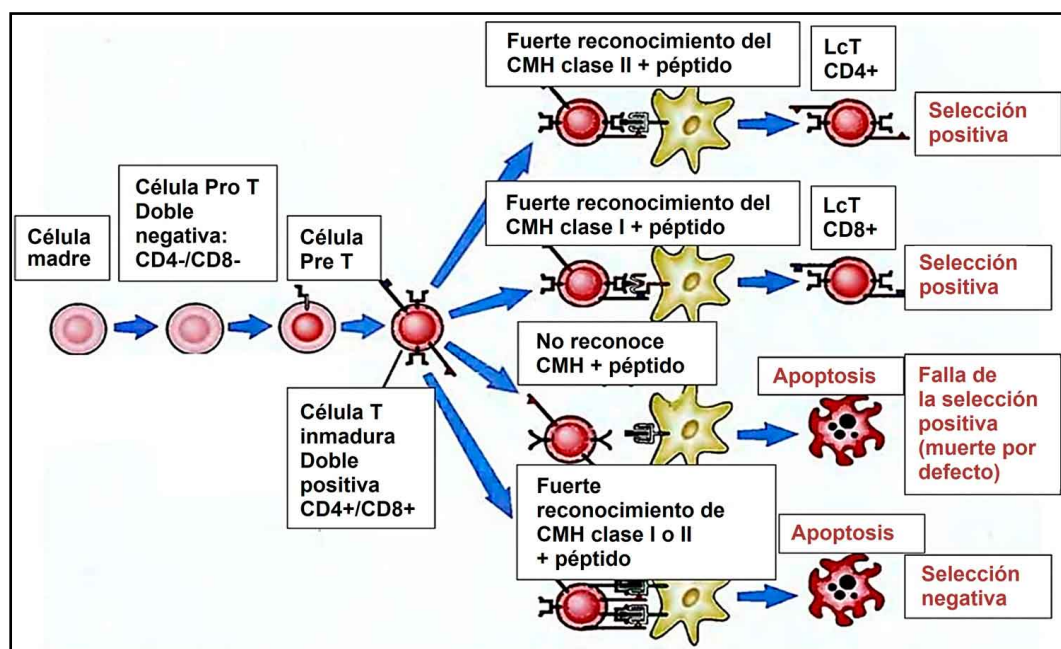 Fuerte reconocimiento del
CMH clase II + péptido
LcT
CD4+
Selección
positiva
Célula
madre
Célula Pro T
Doble
negativa:
CD4-/CD8-
Célula
Pre T
Fuerte reconocimiento del
CMH clase I + péptido
LcT
CD8+
Selección
positiva
No reconoce
CMH + péptido
Apoptosis
Falla de
la selección
positiva
(muerte por
defecto)
Célula T
inmadura
Doble
positiva
CD4+/CD8+
Fuerte
reconocimiento de
CMH clase I o II
+ péptido
Apoptosis
Selección
negativa